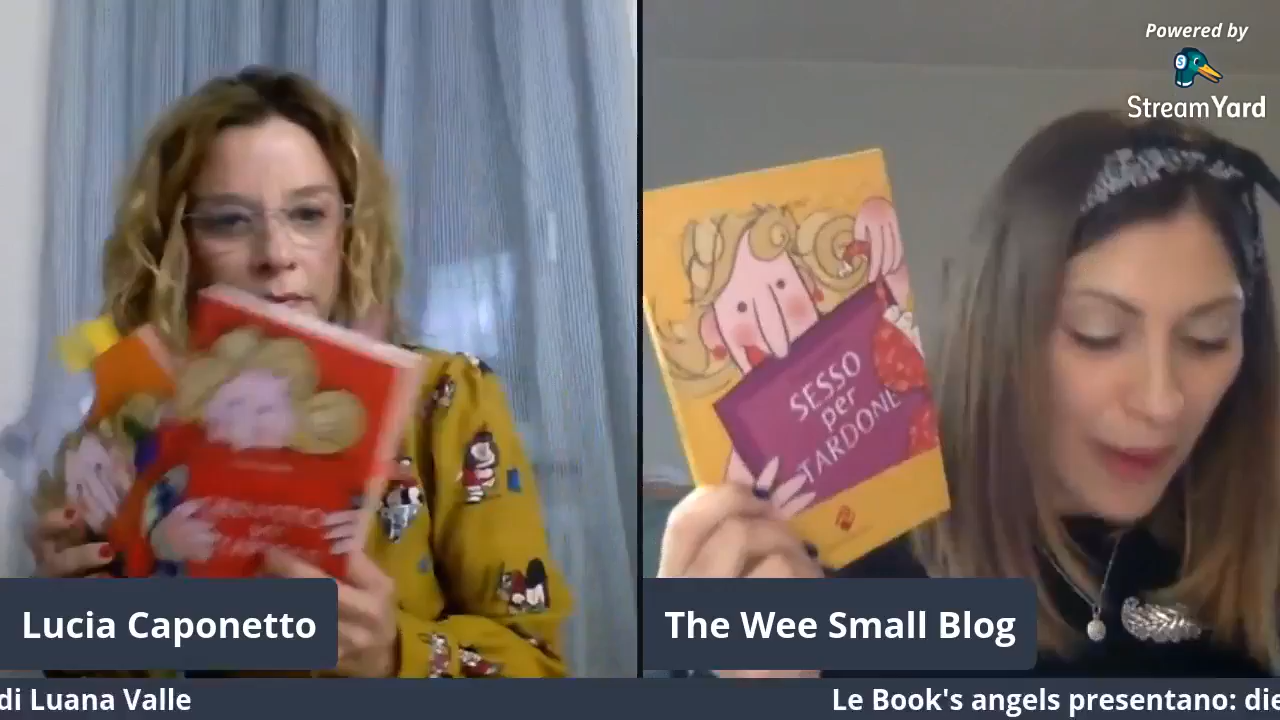 Powered by
StreamYard
SESSO
per
TARDONE
Lucia Caponetto
The Wee Small Blog
di Luana Valle
Le Book's angels presentano: die